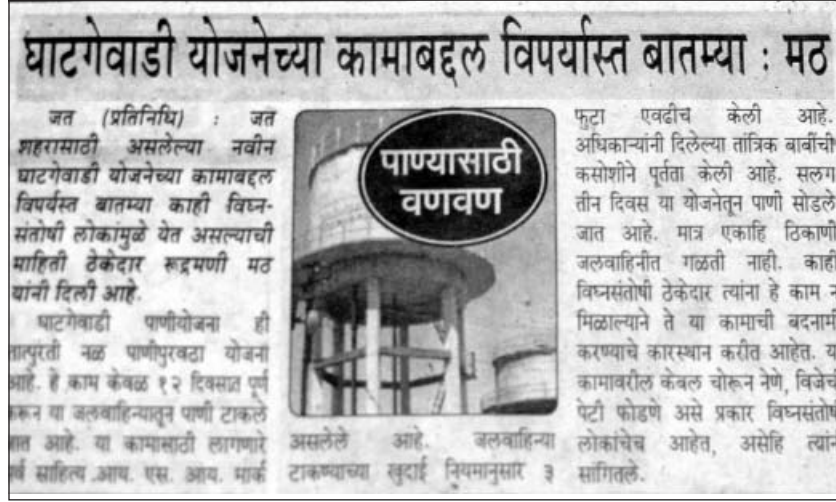 घाटगेवाडी योजनेच्या कामाबद्दल विपर्यास्त बातम्या : मठ
जत (प्रतिनिधि) : जत
शहरासाठी असलेल्या नवीन
घाटगेवाडी योजनेच्या कामाबद्दल
विपर्यस्त बातम्या काही विघ्न-
संतोषी लोकांमुळे येत असल्याची
माहिती ठेकेदार रूद्रमणी मठ
यांनी दिली आहे.
घाटगेवाडी पाणीयोजना ही
तात्पुरती नळ पाणीपुरवठा योजना
आहे. हे काम केवळ १२ दिवसात पूर्ण
करून या जलवाहिन्यातून पाणी टाकले
जात आहे. या कामासाठी लागणारे
सर्व साहित्य आय. एस. आय. मार्क
पाण्यासाठी
वणवण
असलेले आहे. जलवाहिन्या
टाकण्याच्या खुदाई नियमानुसार ३
फुटा एवढीच केली आहे.
अधिकाऱ्यांनी दिलेल्या तांत्रिक बाबींची
कसोशीने पूर्तता केली आहे. सलग
तीन दिवस या योजनेतून पाणी सोडले
जात आहे. मात्र एकाहि ठिकाणी
जलवाहिनीत गळती नाही. काही
विघ्नसंतोषी ठेकेदार त्यांना हे काम न
मिळाल्याने ते या कामाची बदनामी
करण्याचे कारस्थान करीत आहेत. या
कामावरील केबल चोरून नेणे, विजेची
पेटी फोडणे असे प्रकार विघ्नसंतोषी
लोकांचेच आहेत, असेहि त्यांनी
सांगितले.